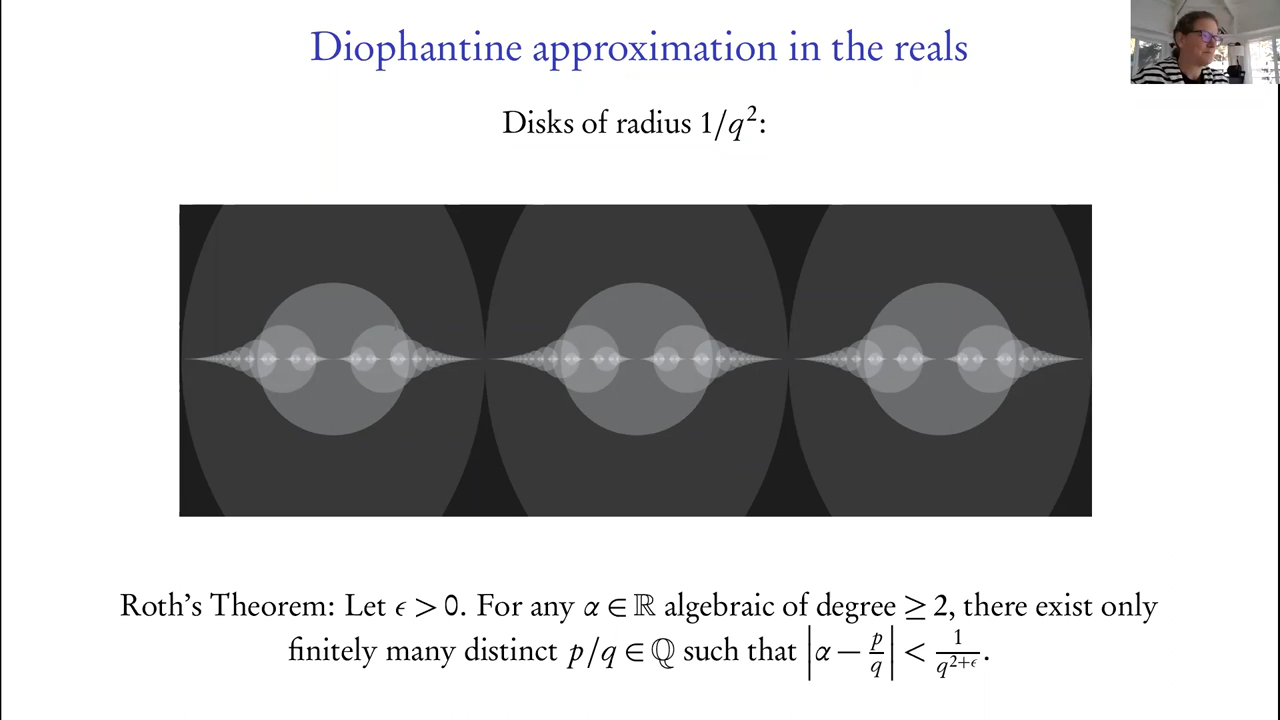 Diophantine approximation in the reals
Disks of radius 1/q²:
Roth's Theorem: Let ϵ > 0. For any α ∈ ℝ algebraic of degree ≥ 2, there exist only
finitely many distinct p/q ∈ ℚ such that |α − p/q| < 1/q^{2+ϵ}.